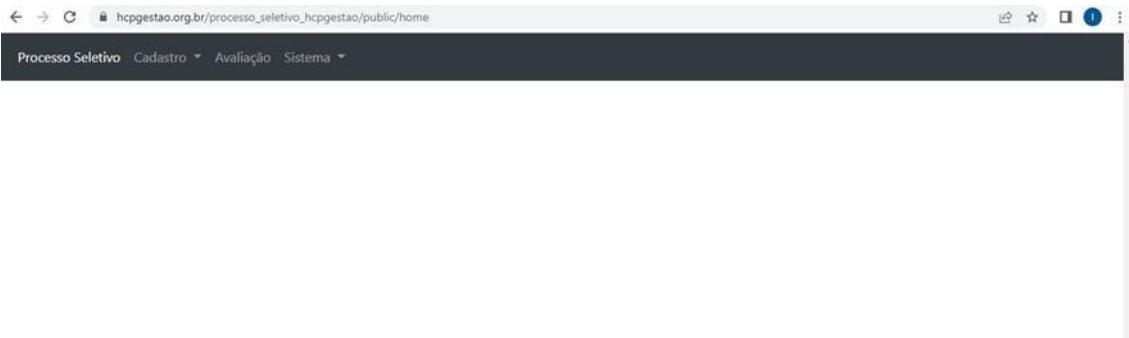 hcpgestao.org.br/processo_seletivo_hcpgestao/public/home
I
Processo Seletivo Cadastro Avaliação Sistema